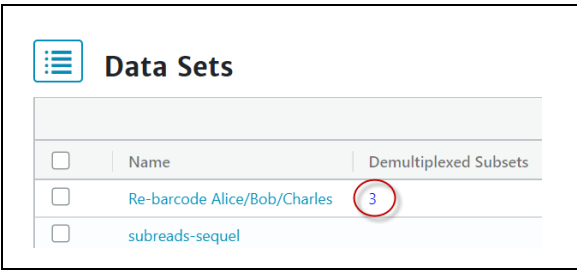 Data Sets
Name Demultiplexed Subsets
Re-barcode Alice/Bob/Charles 3
subreads-sequel